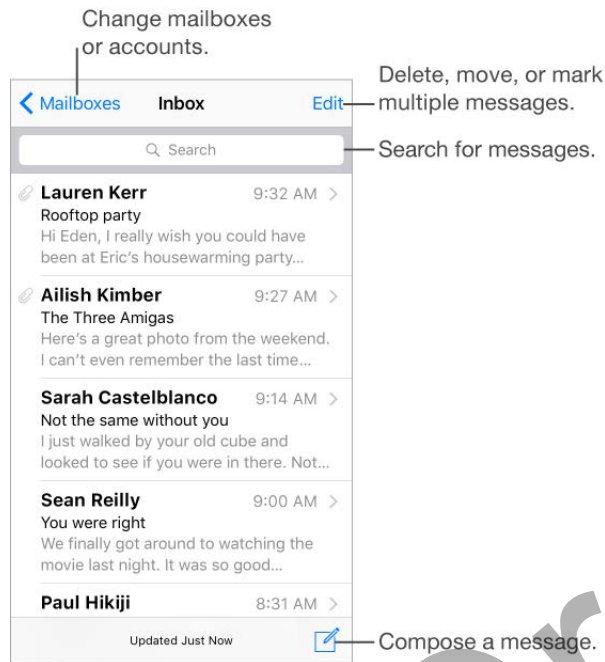 Change mailboxes
or accounts.
Mailboxes Inbox Edit
Delete, move, or mark
multiple messages.
Search
Search for messages.
Lauren Kerr 9:32 AM
Rooftop party
Hi Eden, I really wish you could have
been at Eric's housewarming party...
Ailish Kimber 9:27 AM
The Three Amigas
Here's a great photo from the weekend.
I can't even remember the last time...
Sarah Castelblanco 9:14 AM
Not the same without you
I just walked by your old cube and
looked to see if you were in there. Not...
Sean Reilly 9:00 AM
You were right
We finally got around to watching the
movie last night. It was so good...
Paul Hikiji 8:31 AM
Updated Just Now
Compose a message.